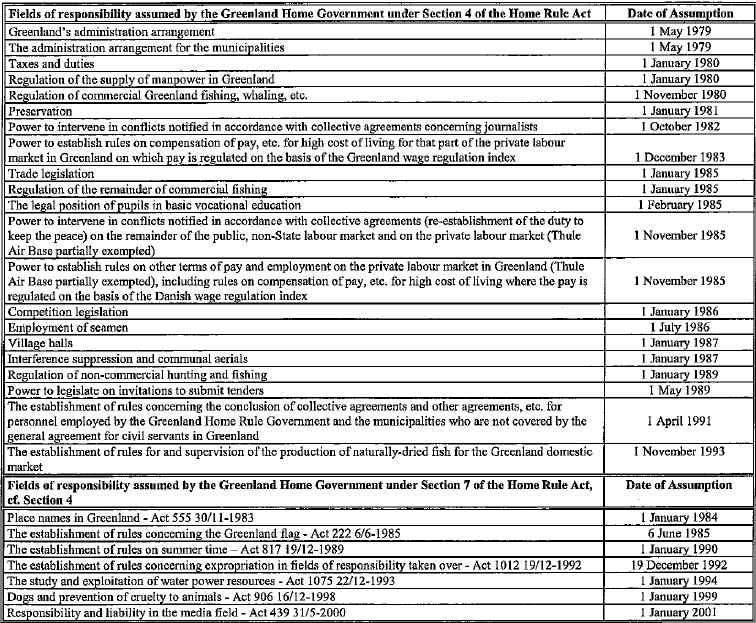 Fields of responsibility assumed by the Greenland Home Government under Section 4 of the Home Rule Act Date of Assumption
Greenland's administration arrangement 1 May 1979
The administration arrangement for the municipalities 1 May 1979
Taxes and duties 1 January 1980
Regulation of the supply of manpower in Greenland 1 January 1980
Regulation of commercial Greenland fishing, whaling, etc. 1 November 1980
Preservation 1 January 1981
Power to intervene in conflicts notified in accordance with collective agreements concerning journalists 1 October 1982
Power to establish rules on compensation of pay, etc. for high cost of living for that part of the private labour
market in Greenland on which pay is regulated on the basis of the Greenland wage regulation index 1 December 1983
Trade legislation 1 January 1985
Regulation of the remainder of commercial fishing 1 January 1985
The legal position of pupils in basic vocational education 1 February 1985
Power to intervene in conflicts notified in accordance with collective agreements (re-establishment of the duty to
keep the peace) on the remainder of the public, non-State labour market and on the private labour market (Thule 1 November 1985
Air Base partially exempted)
Power to establish rules on other terms of pay and employment on the private labour market in Greenland (Thule
Air Base partially exempted), including rules on compensation of pay, etc. for high cost of living where the pay is 1 November 1985
regulated on the basis of the Danish wage regulation index
Competition legislation 1 January 1986
Employment of seamen 1 July 1986
Village halls 1 January 1987
Interference suppression and communal aerials 1 January 1987
Regulation of non-commercial hunting and fishing 1 January 1989
Power to legislate on invitations to submit tenders 1 May 1989
The establishment of rules concerning the conclusion of collective agreements and other agreements, etc. for
personnel employed by the Greenland Home Rule Government and the municipalities who are not covered by the 1 April 1991
general agreement for civil servants in Greenland
The establishment of rules for and supervision of the production of naturally-dried fish for the Greenland domestic 1 November 1993
market
Fields of responsibility assumed by the Greenland Home Government under Section 7 of the Home Rule Act, Date of Assumption
cf. Section 4
Place names in Greenland - Act 555 30/11-1983 1 January 1984
The establishment of rules concerning the Greenland flag - Act 222 6/6-1985 6 June 1985
The establishment of rules on summer time – Act 817 19/12-1989 1 January 1990
The establishment of rules concerning expropriation in fields of responsibility taken over - Act 1012 19/12-1992 19 December 1992
The study and exploitation of water power resources - Act 1075 22/12-1993 1 January 1994
Dogs and prevention of cruelty to animals - Act 906 16/12-1998 1 January 1999
Responsibility and liability in the media field - Act 439 31/5-2000 1 January 2001